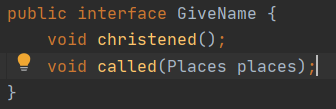 public interface GiveName {
    void christened();
    void called(Places places);
}